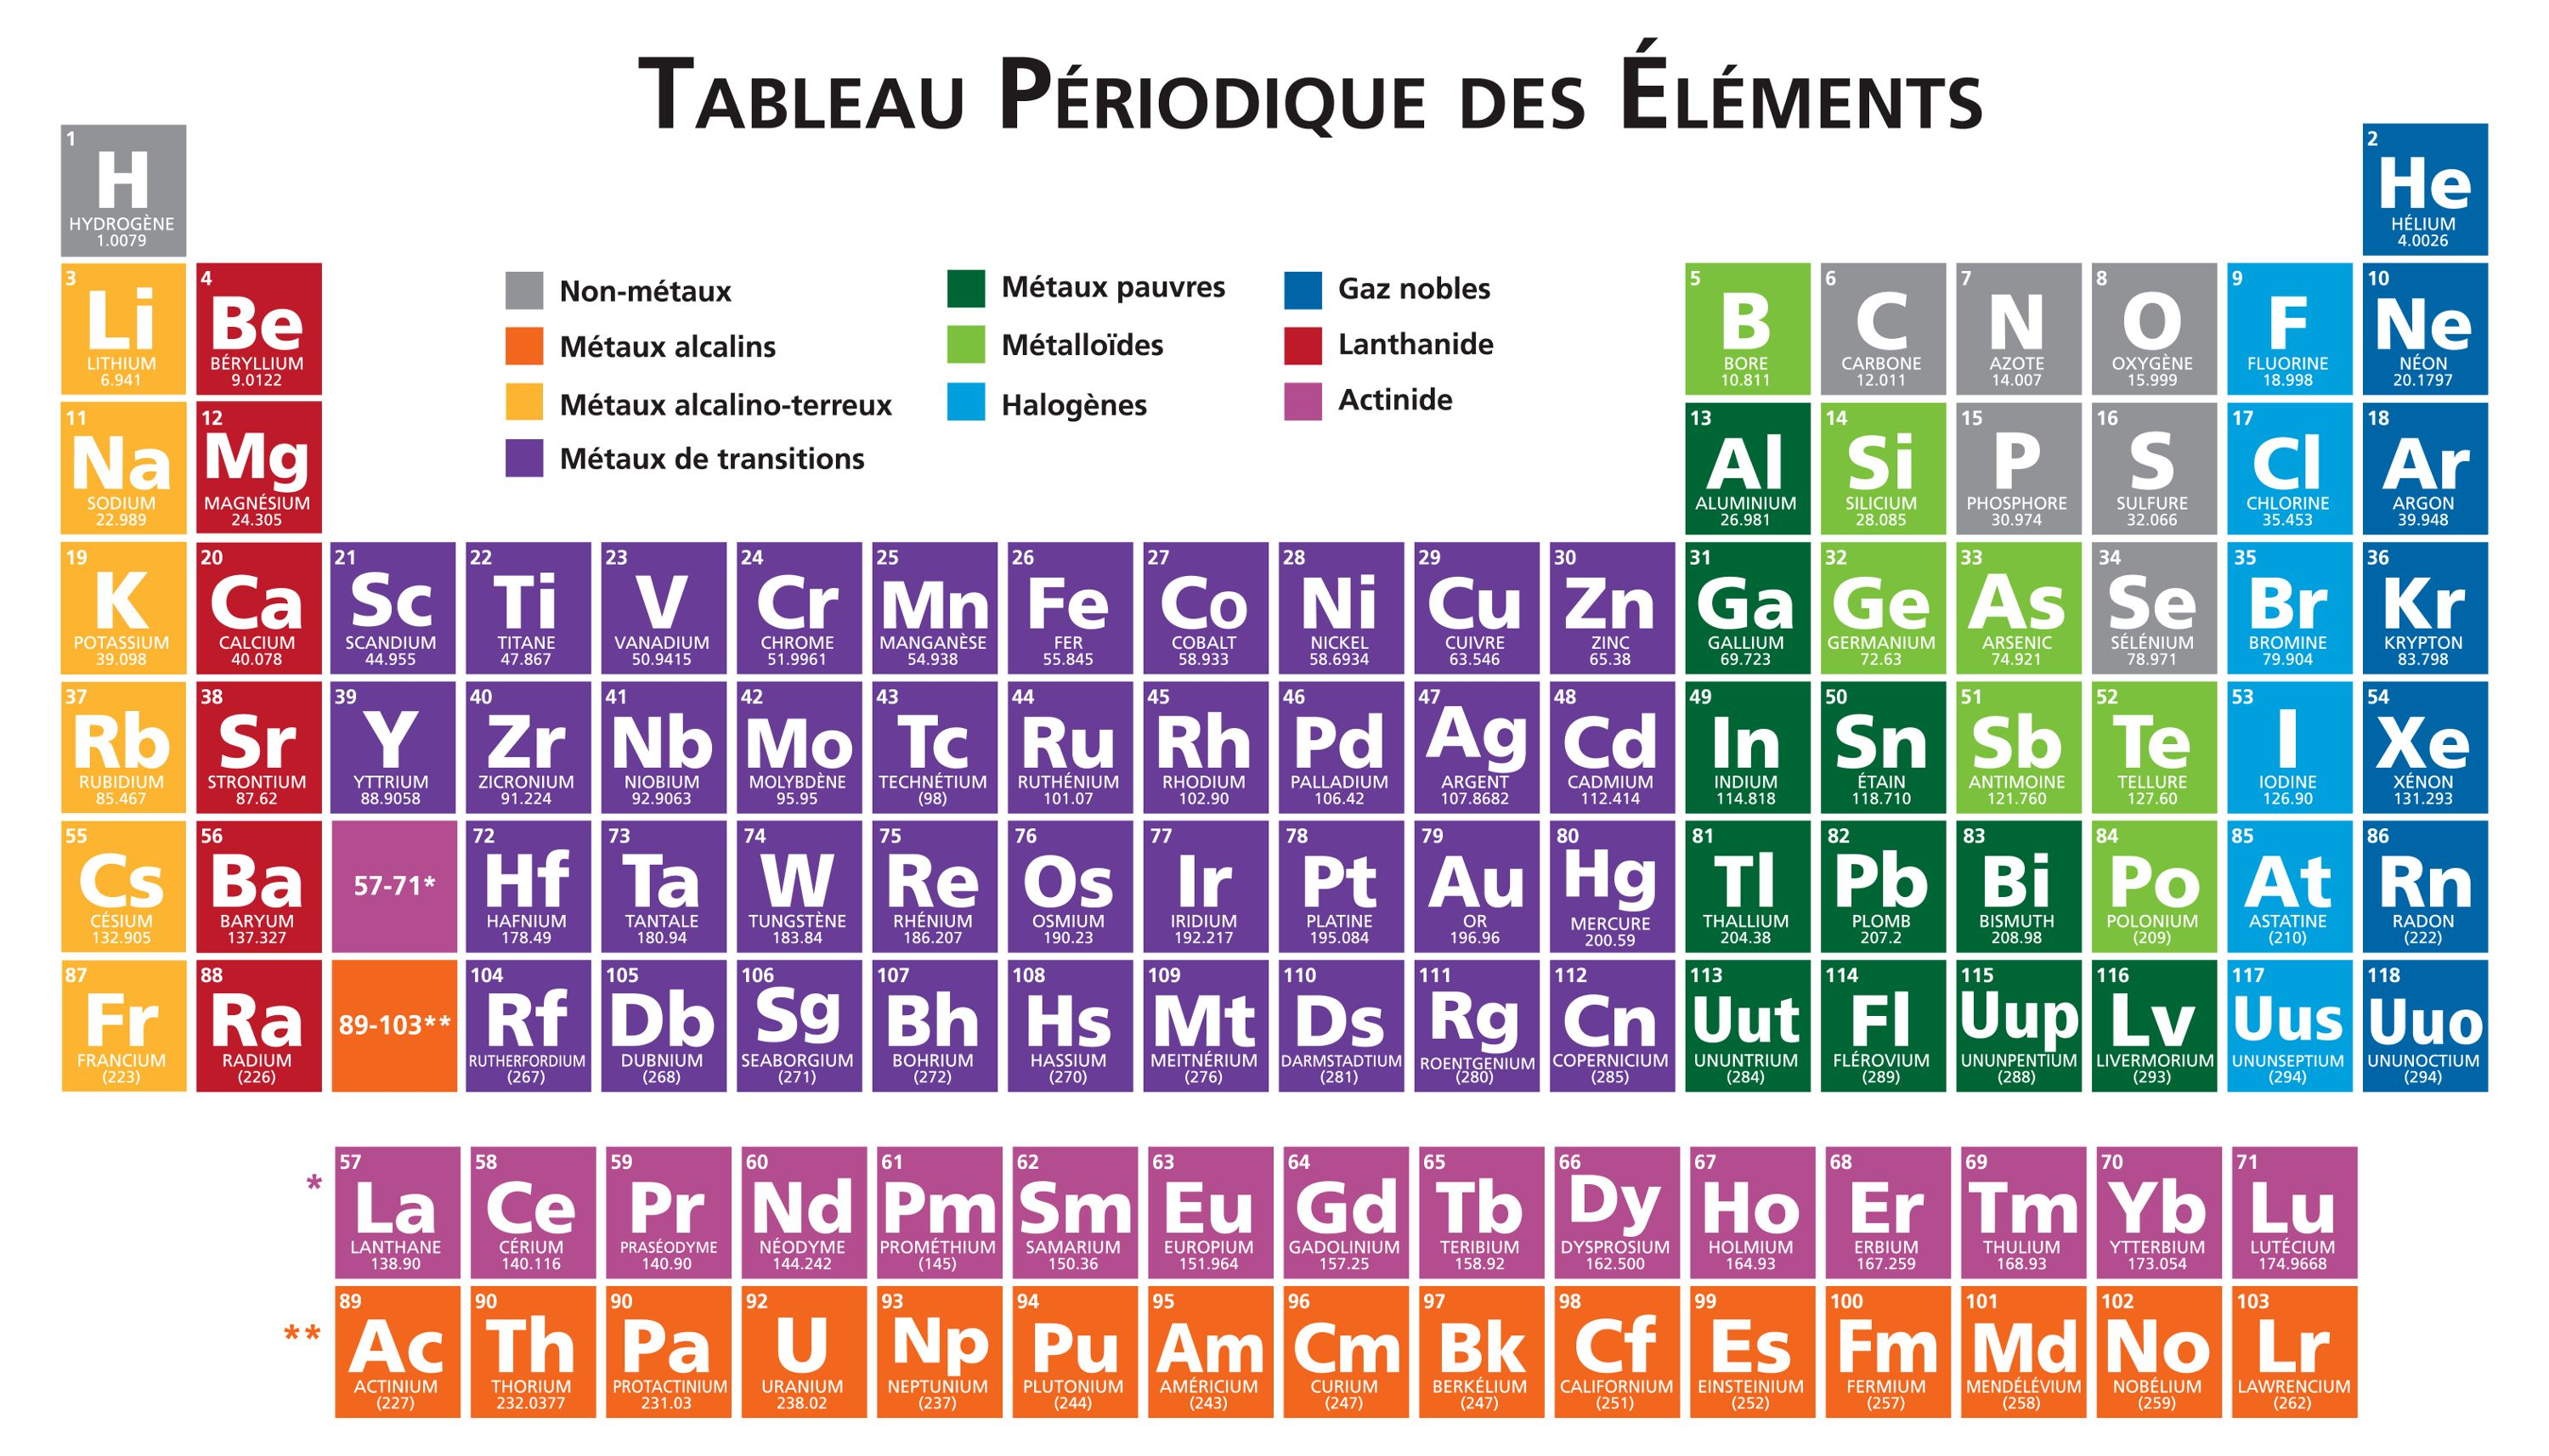 TABLEAU PÉRIODIQUE DES ÉLÉMENTS
1
H
HYDROGÈNE
1.0079
2
He
HÉLIUM
4.0026
3
Li
LITHIUM
6.941
4
Be
BÉRYLLIUM
9.0122
Non-métaux
Métaux alcalins
Métaux alcalino-terreux
Métaux de transitions
Métaux pauvres
Métalloïdes
Halogènes
Gaz nobles
Lanthanide
Actinide
5
B
BORE
10.811
6
C
CARBONE
12.011
7
N
AZOTE
14.007
8
O
OXYGÈNE
15.999
9
F
FLUORINE
18.998
10
Ne
NÉON
20.1797
11
Na
SODIUM
22.989
12
Mg
MAGNÉSIUM
24.305
13
Al
ALUMINIUM
26.981
14
Si
SILICIUM
28.085
15
P
PHOSPHORE
30.974
16
S
SULFURE
32.066
17
Cl
CHLORINE
35.453
18
Ar
ARGON
39.948
19
K
POTASSIUM
39.098
20
Ca
CALCIUM
40.078
21
Sc
SCANDIUM
44.955
22
Ti
TITANE
47.867
23
V
VANADIUM
50.9415
24
Cr
CHROME
51.9961
25
Mn
MANGANÈSE
54.938
26
Fe
FER
55.845
27
Co
COBALT
58.933
28
Ni
NICKEL
58.6934
29
Cu
CUIVRE
63.546
30
Zn
ZINC
65.38
31
Ga
GALLIUM
69.723
32
Ge
GERMANIUM
72.63
33
As
ARSENIC
74.921
34
Se
SÉLÉNIUM
78.971
35
Br
BROMINE
79.904
36
Kr
KRYPTON
83.798
37
Rb
RUBIDIUM
85.467
38
Sr
STRONTIUM
87.62
39
Y
YTTRIUM
88.9058
40
Zr
ZICRONIUM
91.224
41
Nb
NIOBIUM
92.9063
42
Mo
MOLYBDÈNE
95.95
43
Tc
TECHNÉTIUM
(98)
44
Ru
RUTHÉNIUM
101.07
45
Rh
RHODIUM
102.90
46
Pd
PALLADIUM
106.42
47
Ag
ARGENT
107.8682
48
Cd
CADMIUM
112.414
49
In
INDIUM
114.818
50
Sn
ÉTAIN
118.710
51
Sb
ANTIMOINE
121.760
52
Te
TELLURE
127.60
53
I
IODINE
126.90
54
Xe
XÉNON
131.293
55
Cs
CÉSIUM
132.905
56
Ba
BARYUM
137.327
57-71*
72
Hf
HAFNIUM
178.49
73
Ta
TANTALE
180.94
74
W
TUNGSTÈNE
183.84
75
Re
RHÉNIUM
186.207
76
Os
OSMIUM
190.23
77
Ir
IRIDIUM
192.217
78
Pt
PLATINE
195.084
79
Au
OR
196.96
80
Hg
MERCURE
200.59
81
Tl
THALLIUM
204.38
82
Pb
PLOMB
207.2
83
Bi
BISMUTH
208.98
84
Po
POLONIUM
(209)
85
At
ASTATINE
(210)
86
Rn
RADON
(222)
87
Fr
FRANCIUM
(223)
88
Ra
RADIUM
(226)
89-103**
104
Rf
RUTHERFORDIUM
(267)
105
Db
DUBNIUM
(268)
106
Sg
SEABORGIUM
(271)
107
Bh
BOHRIUM
(272)
108
Hs
HASSIUM
(270)
109
Mt
MEITNÉRIUM
(276)
110
Ds
DARMSTADTIUM
(281)
111
Rg
ROENTGENIUM
(280)
112
Cn
COPERNICIUM
(285)
113
Uut
UNUNTRIUM
(284)
114
Fl
FLÉROVIUM
(289)
115
Uup
UNUNPENTIUM
(288)
116
Lv
LIVERMORIUM
(293)
117
Uus
UNUNSEPTIUM
(294)
118
Uuo
UNUNOCTIUM
(294)
*
57
La
LANTHANE
138.90
58
Ce
CÉRIUM
140.116
59
Pr
PRASÉODYME
140.90
60
Nd
NÉODYME
144.242
61
Pm
PROMÉTHIUM
(145)
62
Sm
SAMARIUM
150.36
63
Eu
EUROPIUM
151.964
64
Gd
GADOLINIUM
157.25
65
Tb
TERIBIUM
158.92
66
Dy
DYSPROSIUM
162.500
67
Ho
HOLMIUM
164.93
68
Er
ERBIUM
167.259
69
Tm
THULIUM
168.93
70
Yb
YTTERBIUM
173.054
71
Lu
LUTÉCIUM
174.9668
**
89
Ac
ACTINIUM
(227)
90
Th
THORIUM
232.0377
90
Pa
PROTACTINIUM
231.03
92
U
URANIUM
238.02
93
Np
NEPTUNIUM
(237)
94
Pu
PLUTONIUM
(244)
95
Am
AMÉRICIUM
(243)
96
Cm
CURIUM
(247)
97
Bk
BERKÉLIUM
(247)
98
Cf
CALIFORNIUM
(251)
99
Es
EINSTEINIUM
(252)
100
Fm
FERMIUM
(257)
101
Md
MENDÉLÉVIUM
(258)
102
No
NOBÉLIUM
(259)
103
Lr
LAWRENCIUM
(262)